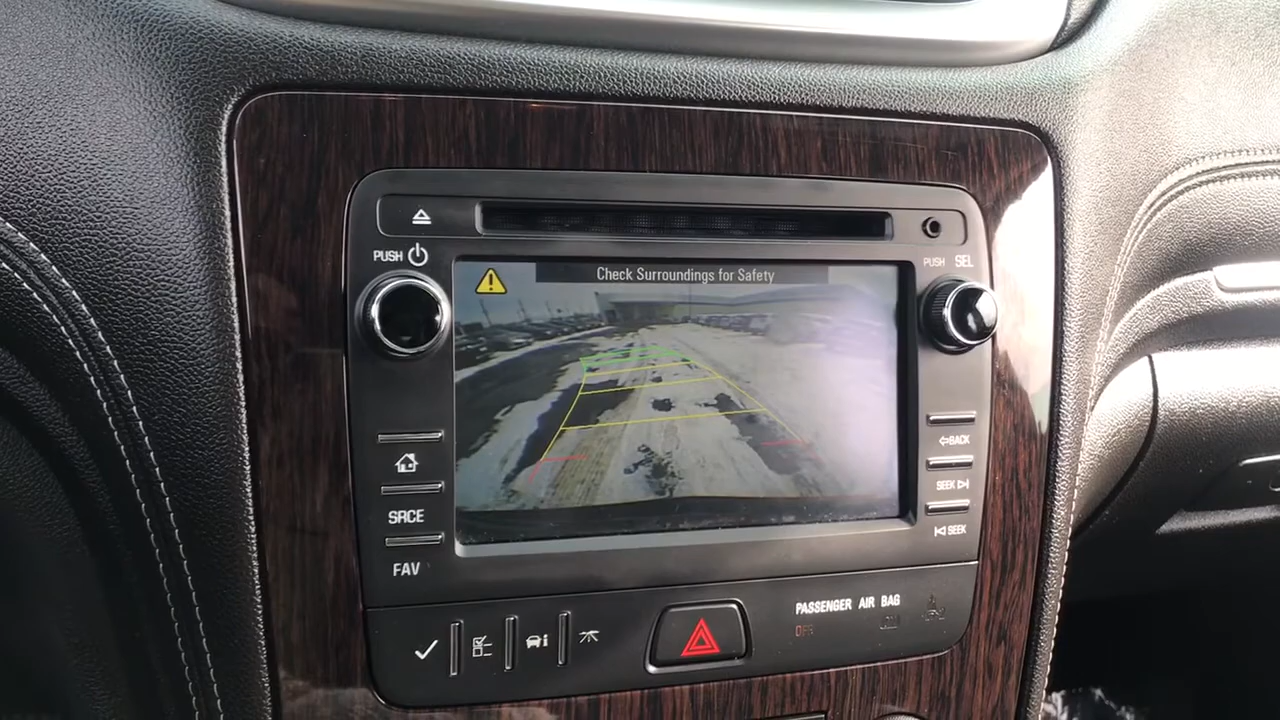 PUSH
PUSH SEL
Check Surroundings for Safety
BACK
SEEK
SEEK
SRCE
FAV
PASSENGER AIR BAG
OFF